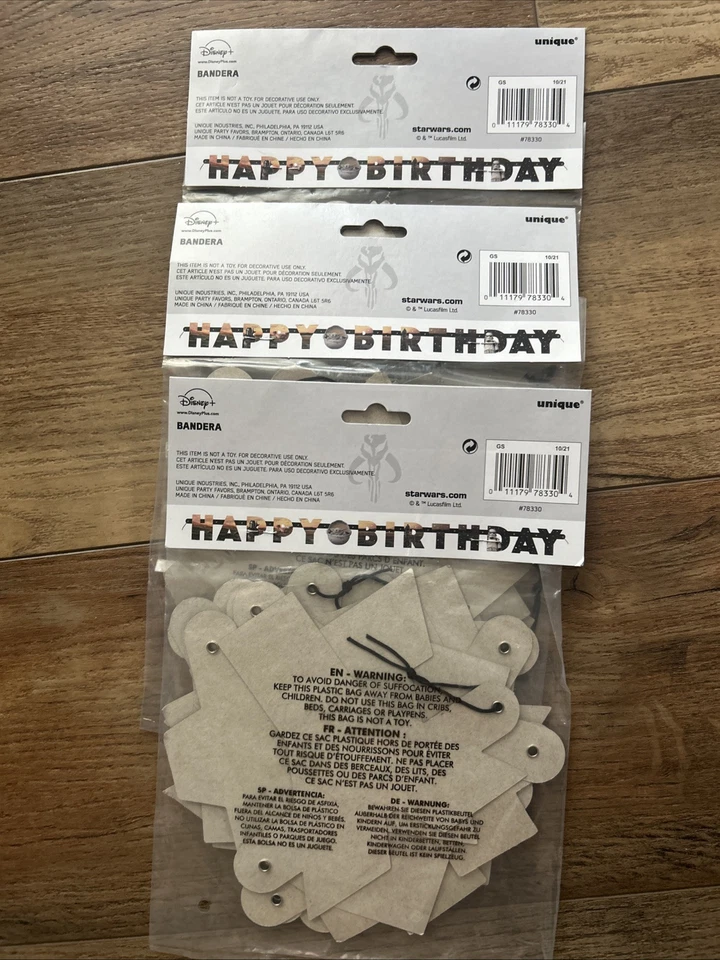 Disney+
www.DisneyPlus.com
unique®
BANDERA
GS 10/21
THIS ITEM IS NOT A TOY. FOR DECORATIVE USE ONLY.
CET ARTICLE N'EST PAS UN JOUET. POUR DÉCORATION SEULEMENT.
ESTE ARTÍCULO NO ES UN JUGUETE. PARA USO DECORATIVO EXCLUSIVAMENTE.
UNIQUE INDUSTRIES, INC., PHILADELPHIA, PA 19112 USA
UNIQUE PARTY FAVORS, BRAMPTON, ONTARIO, CANADA L6T 5R6
MADE IN CHINA / FABRIQUÉ EN CHINE / HECHO EN CHINA
starwars.com
© & ™ Lucasfilm Ltd.
0 11179 78330 4
#78330
HAPPY BIRTHDAY
Disney+
www.DisneyPlus.com
unique®
BANDERA
GS 10/21
THIS ITEM IS NOT A TOY. FOR DECORATIVE USE ONLY.
CET ARTICLE N'EST PAS UN JOUET. POUR DÉCORATION SEULEMENT.
ESTE ARTÍCULO NO ES UN JUGUETE. PARA USO DECORATIVO EXCLUSIVAMENTE.
UNIQUE INDUSTRIES, INC., PHILADELPHIA, PA 19112 USA
UNIQUE PARTY FAVORS, BRAMPTON, ONTARIO, CANADA L6T 5R6
MADE IN CHINA / FABRIQUÉ EN CHINE / HECHO EN CHINA
starwars.com
© & ™ Lucasfilm Ltd.
0 11179 78330 4
#78330
HAPPY BIRTHDAY
Disney+
www.DisneyPlus.com
unique®
BANDERA
GS 10/21
THIS ITEM IS NOT A TOY. FOR DECORATIVE USE ONLY.
CET ARTICLE N'EST PAS UN JOUET. POUR DÉCORATION SEULEMENT.
ESTE ARTÍCULO NO ES UN JUGUETE. PARA USO DECORATIVO EXCLUSIVAMENTE.
UNIQUE INDUSTRIES, INC., PHILADELPHIA, PA 19112 USA
UNIQUE PARTY FAVORS, BRAMPTON, ONTARIO, CANADA L6T 5R6
MADE IN CHINA / FABRIQUÉ EN CHINE / HECHO EN CHINA
starwars.com
© & ™ Lucasfilm Ltd.
0 11179 78330 4
#78330
HAPPY BIRTHDAY
PARCS D'ENFANT.
CE SAC N'EST PAS UN JOUET.
EN - WARNING:
TO AVOID DANGER OF SUFFOCATION,
KEEP THIS PLASTIC BAG AWAY FROM BABIES AND
CHILDREN. DO NOT USE THIS BAG IN CRIBS,
BEDS, CARRIAGES OR PLAYPENS.
THIS BAG IS NOT A TOY.
FR - ATTENTION :
GARDEZ CE SAC PLASTIQUE HORS DE PORTÉE DES
ENFANTS ET DES NOURRISSONS POUR ÉVITER
TOUT RISQUE D'ÉTOUFFEMENT. NE PAS PLACER
CE SAC DANS DES BERCEAUX, DES LITS, DES
POUSSETTES OU DES PARCS D'ENFANT.
CE SAC N'EST PAS UN JOUET.
SP - ADVERTENCIA:
PARA EVITAR EL RIESGO DE ASFIXIA,
MANTENER LA BOLSA DE PLÁSTICO
FUERA DEL ALCANCE DE NIÑOS Y BEBÉS,
NO UTILIZAR LA BOLSA DE PLÁSTICO EN
CUNAS, CAMAS, TRASPORTADORES
INFANTILES O PARQUES DE JUEGO.
ESTA BOLSA NO ES UN JUGUETE.
DE - WARNUNG:
BEWAHREN SIE DIESEN PLASTIKBEUTEL
AUßERHALB DER REICHWEITE VON BABYS UND
KINDERN AUF, UM ERSTICKUNGSGEFAHR ZU
VERMEIDEN, VERWENDEN SIE DIESEN BEUTEL
NICHT IN KINDERBETTEN, BETTEN,
KINDERWAGEN ODER LAUFSTÄLLEN.
DIESER BEUTEL IST KEIN SPIELZEUG.